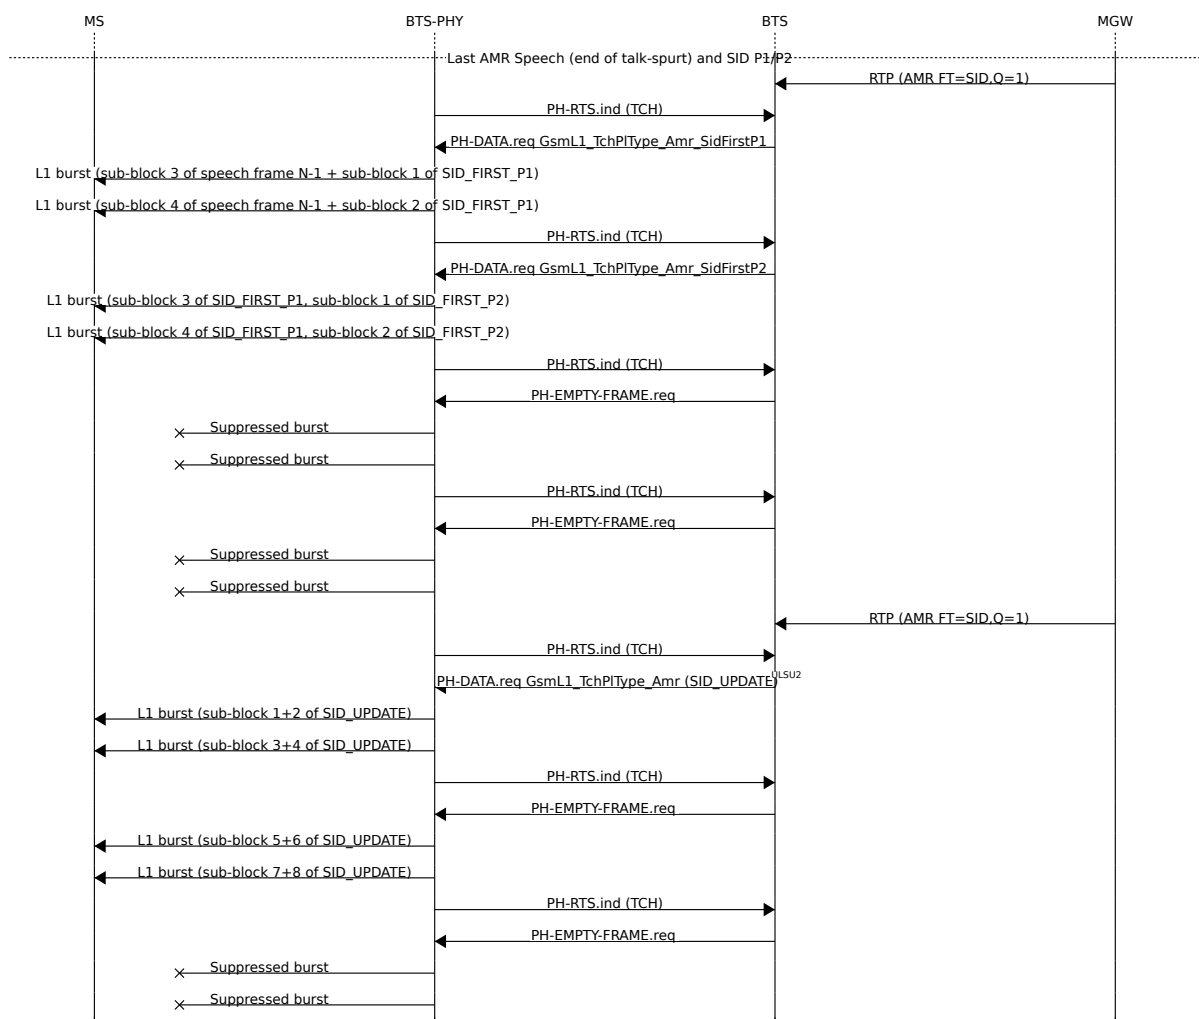 MS BTS-PHY BTS MGW
Last AMR Speech (end of talk-spurt) and SID P1/P2
RTP (AMR FT=SID,Q=1)
PH-RTS.ind (TCH)
PH-DATA.req GsmL1_TchPlType_Amr_SidFirstP1
L1 burst (sub-block 3 of speech frame N-1 + sub-block 1 of SID_FIRST_P1)
L1 burst (sub-block 4 of speech frame N-1 + sub-block 2 of SID_FIRST_P1)
PH-RTS.ind (TCH)
PH-DATA.req GsmL1_TchPlType_Amr_SidFirstP2
L1 burst (sub-block 3 of SID_FIRST_P1, sub-block 1 of SID_FIRST_P2)
L1 burst (sub-block 4 of SID_FIRST_P1, sub-block 2 of SID_FIRST_P2)
PH-RTS.ind (TCH)
PH-EMPTY-FRAME.req
Suppressed burst
Suppressed burst
PH-RTS.ind (TCH)
PH-EMPTY-FRAME.req
Suppressed burst
Suppressed burst
RTP (AMR FT=SID,Q=1)
PH-RTS.ind (TCH)
PH-DATA.req GsmL1_TchPlType_Amr (SID_UPDATE) ULSU2
L1 burst (sub-block 1+2 of SID_UPDATE)
L1 burst (sub-block 3+4 of SID_UPDATE)
PH-RTS.ind (TCH)
PH-EMPTY-FRAME.req
L1 burst (sub-block 5+6 of SID_UPDATE)
L1 burst (sub-block 7+8 of SID_UPDATE)
PH-RTS.ind (TCH)
PH-EMPTY-FRAME.req
Suppressed burst
Suppressed burst